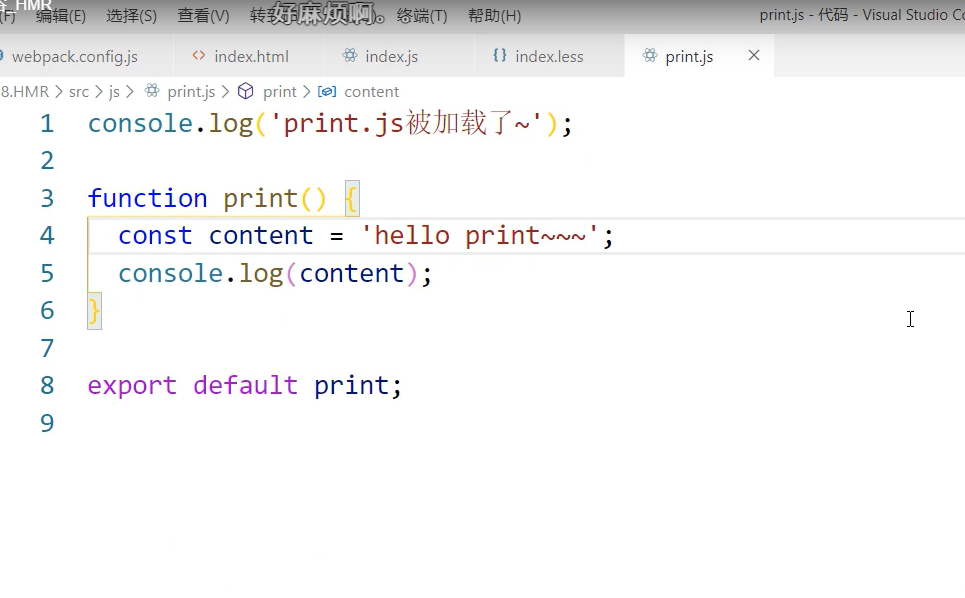 HMR
(F) 编辑(E) 选择(S) 查看(V) 终端(T) 帮助(H) print.js - 代码 - Visual Studio Co
好麻烦啊。
webpack.config.js index.html index.js index.less print.js
8.HMR > src > js > print.js > print > content
1 console.log('print.js被加载了~');
2
3 function print() {
4 const content = 'hello print~~~';
5 console.log(content);
6 }
7
8 export default print;
9